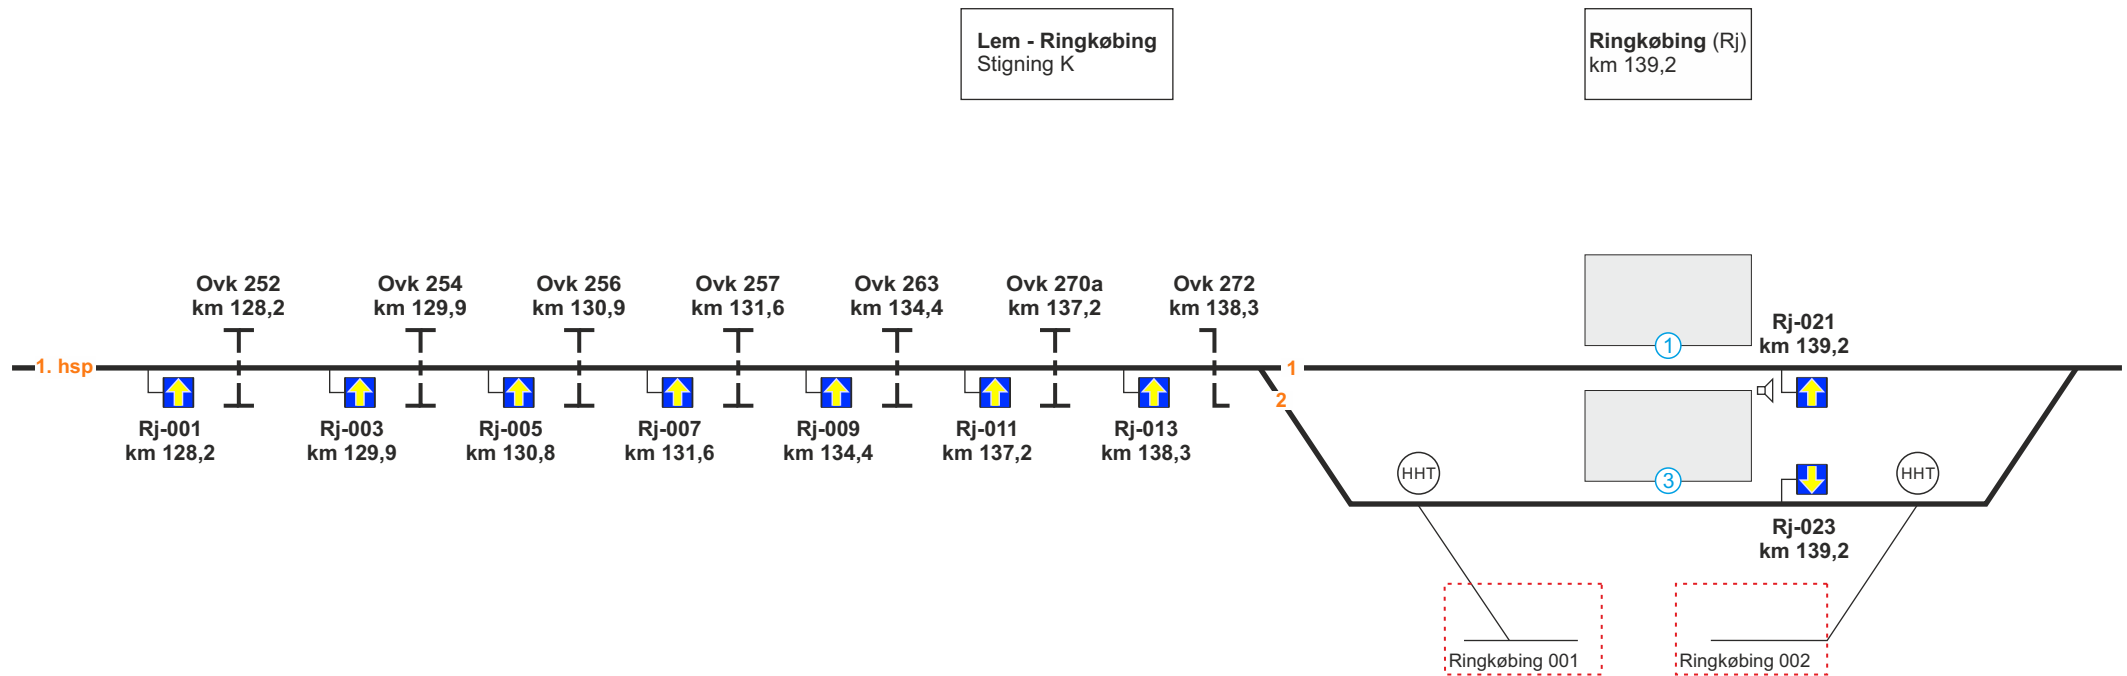 Lem - Ringkøbing
Stigning K
Ringkøbing (Rj)
km 139,2
Ovk 252
km 128,2
Ovk 254
km 129,9
Ovk 256
km 130,9
Ovk 257
km 131,6
Ovk 263
km 134,4
Ovk 270a
km 137,2
Ovk 272
km 138,3
Rj-021
km 139,2
1. hsp
1
2
1
3
Rj-001
km 128,2
Rj-003
km 129,9
Rj-005
km 130,8
Rj-007
km 131,6
Rj-009
km 134,4
Rj-011
km 137,2
Rj-013
km 138,3
HHT
HHT
Rj-023
km 139,2
Ringkøbing 001
Ringkøbing 002